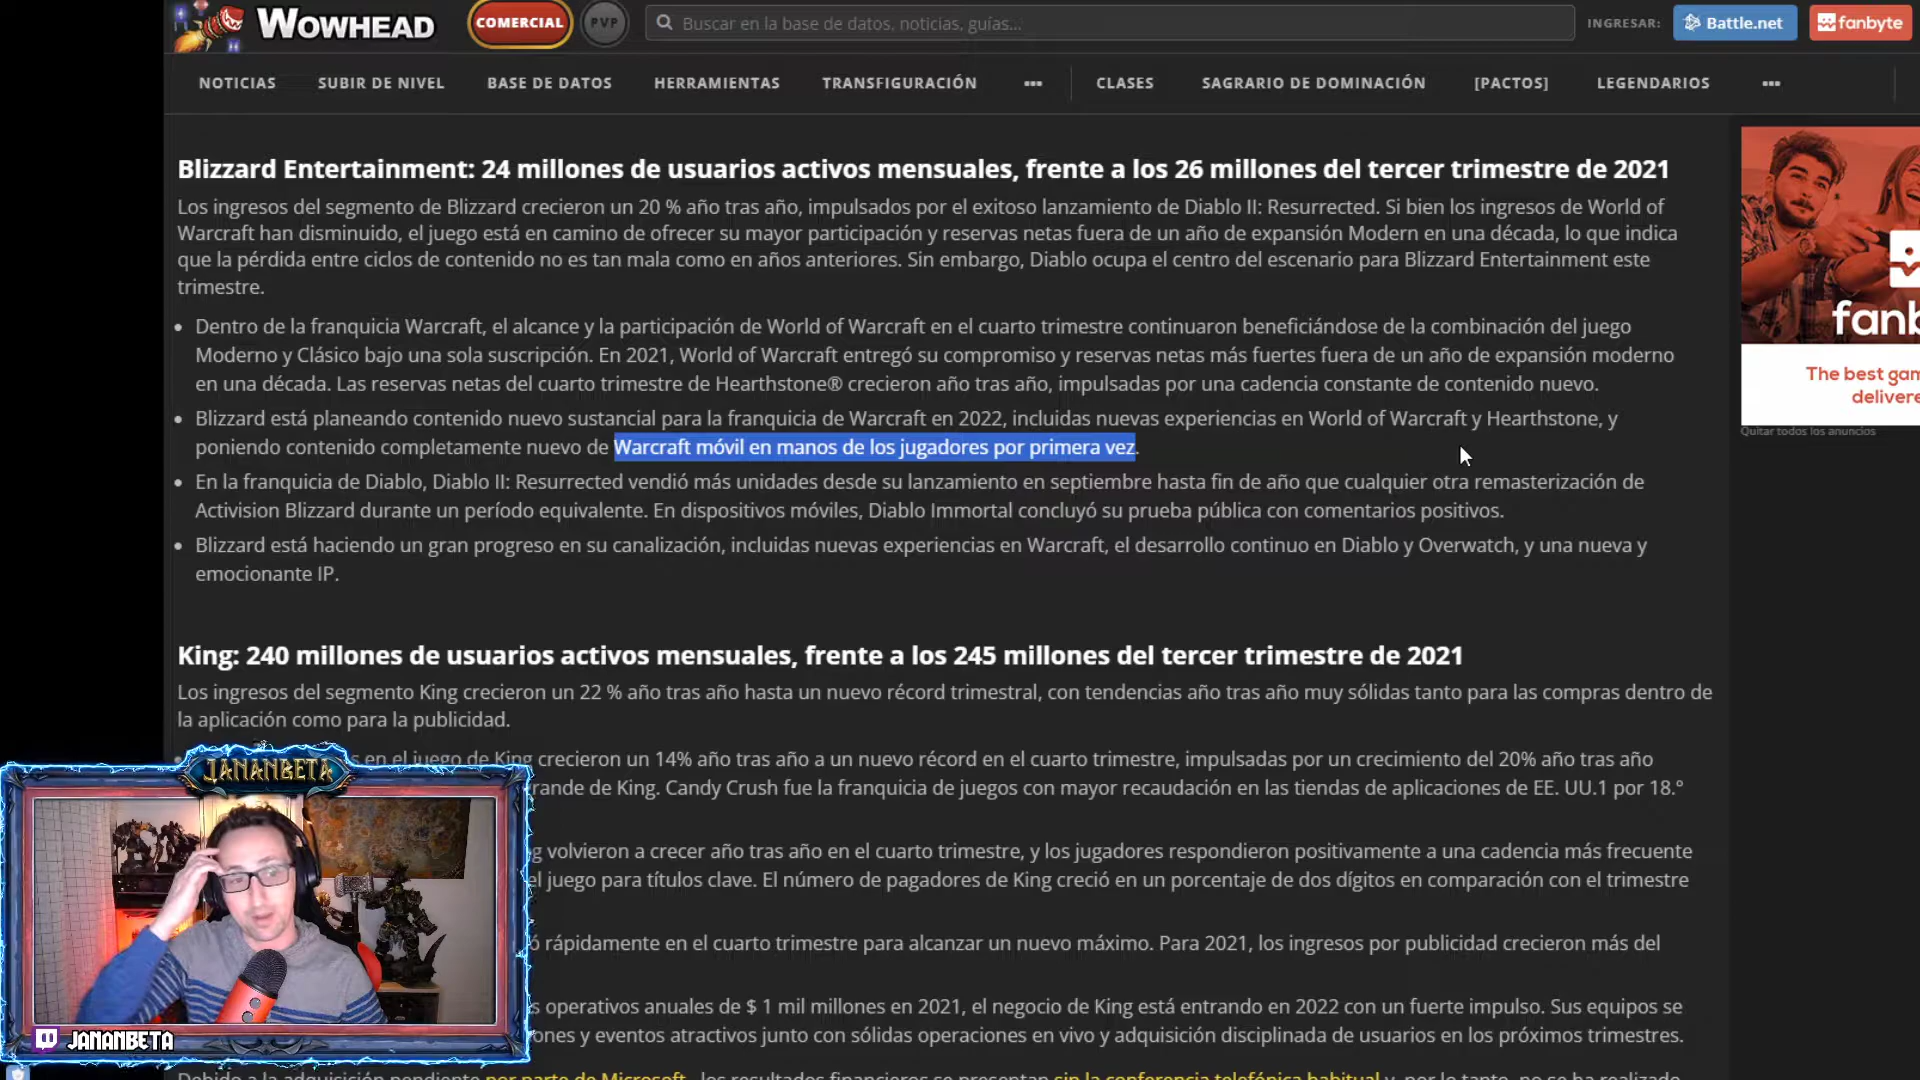 WOWHEAD
COMERCIAL
PVP
Buscar en la base de datos, noticias, guías...
INGRESAR:
Battle.net
fanbyte
NOTICIAS SUBIR DE NIVEL BASE DE DATOS HERRAMIENTAS TRANSFIGURACIÓN ••• CLASES SAGRARIO DE DOMINACIÓN [PACTOS] LEGENDARIOS •••
Blizzard Entertainment: 24 millones de usuarios activos mensuales, frente a los 26 millones del tercer trimestre de 2021
Los ingresos del segmento de Blizzard crecieron un 20 % año tras año, impulsados por el exitoso lanzamiento de Diablo II: Resurrected. Si bien los ingresos de World of
Warcraft han disminuido, el juego está en camino de ofrecer su mayor participación y reservas netas fuera de un año de expansión Modern en una década, lo que indica
que la pérdida entre ciclos de contenido no es tan mala como en años anteriores. Sin embargo, Diablo ocupa el centro del escenario para Blizzard Entertainment este
trimestre.
• Dentro de la franquicia Warcraft, el alcance y la participación de World of Warcraft en el cuarto trimestre continuaron beneficiándose de la combinación del juego
Moderno y Clásico bajo una sola suscripción. En 2021, World of Warcraft entregó su compromiso y reservas netas más fuertes fuera de un año de expansión moderno
en una década. Las reservas netas del cuarto trimestre de Hearthstone® crecieron año tras año, impulsadas por una cadencia constante de contenido nuevo.
• Blizzard está planeando contenido nuevo sustancial para la franquicia de Warcraft en 2022, incluidas nuevas experiencias en World of Warcraft y Hearthstone, y
poniendo contenido completamente nuevo de Warcraft móvil en manos de los jugadores por primera vez.
• En la franquicia de Diablo, Diablo II: Resurrected vendió más unidades desde su lanzamiento en septiembre hasta fin de año que cualquier otra remasterización de
Activision Blizzard durante un período equivalente. En dispositivos móviles, Diablo Immortal concluyó su prueba pública con comentarios positivos.
• Blizzard está haciendo un gran progreso en su canalización, incluidas nuevas experiencias en Warcraft, el desarrollo continuo en Diablo y Overwatch, y una nueva y
emocionante IP.
fanb
The best gam
delivere
Quitar todos los anuncios
King: 240 millones de usuarios activos mensuales, frente a los 245 millones del tercer trimestre de 2021
Los ingresos del segmento King crecieron un 22 % año tras año hasta un nuevo récord trimestral, con tendencias año tras año muy sólidas tanto para las compras dentro de
la aplicación como para la publicidad.
s en el juego de King crecieron un 14% año tras año a un nuevo récord en el cuarto trimestre, impulsadas por un crecimiento del 20% año tras año
rande de King. Candy Crush fue la franquicia de juegos con mayor recaudación en las tiendas de aplicaciones de EE. UU.1 por 18.º
g volvieron a crecer año tras año en el cuarto trimestre, y los jugadores respondieron positivamente a una cadencia más frecuente
el juego para títulos clave. El número de pagadores de King creció en un porcentaje de dos dígitos en comparación con el trimestre
ó rápidamente en el cuarto trimestre para alcanzar un nuevo máximo. Para 2021, los ingresos por publicidad crecieron más del
s operativos anuales de $ 1 mil millones en 2021, el negocio de King está entrando en 2022 con un fuerte impulso. Sus equipos se
ones y eventos atractivos junto con sólidas operaciones en vivo y adquisición disciplinada de usuarios en los próximos trimestres.
Debido a la adquisición pendiente por parte de Microsoft, los resultados financieros se presentan sin la conferencia telefónica habitual y, por lo tanto, no se ha realizado
JANANBETA
JANANBETA